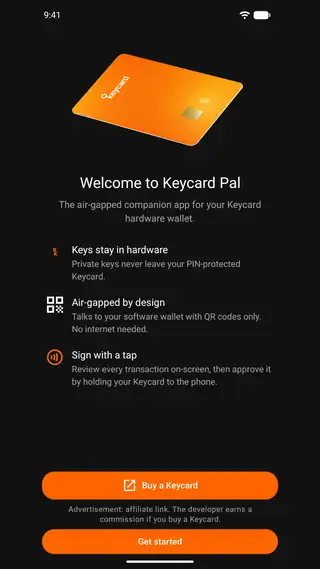 9:41
keycard
Welcome to Keycard Pal
The air-gapped companion app for your Keycard
hardware wallet.
Keys stay in hardware
Private keys never leave your PIN-protected
Keycard.
Air-gapped by design
Talks to your software wallet with QR codes only.
No internet needed.
Sign with a tap
Review every transaction on-screen, then approve it
by holding your Keycard to the phone.
Buy a Keycard
Advertisement: affiliate link. The developer earns a
commission if you buy a Keycard.
Get started